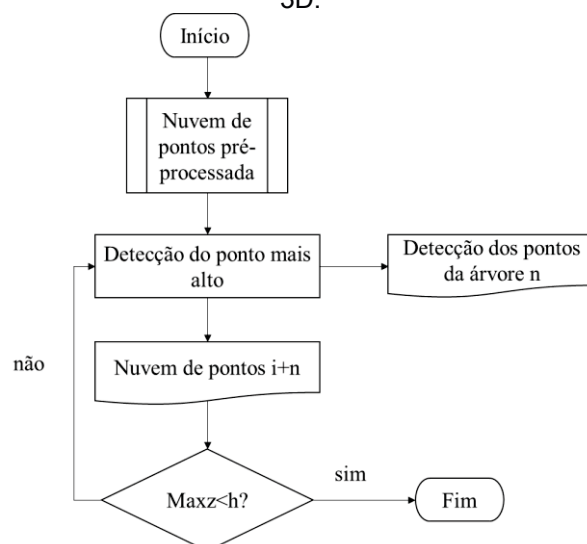 3D.
Início
Nuvem de
pontos pré-
processada
Detecção do ponto mais
alto
Detecção dos pontos
da árvore n
não
Nuvem de pontos i+n
Maxz<h?
sim
Fim